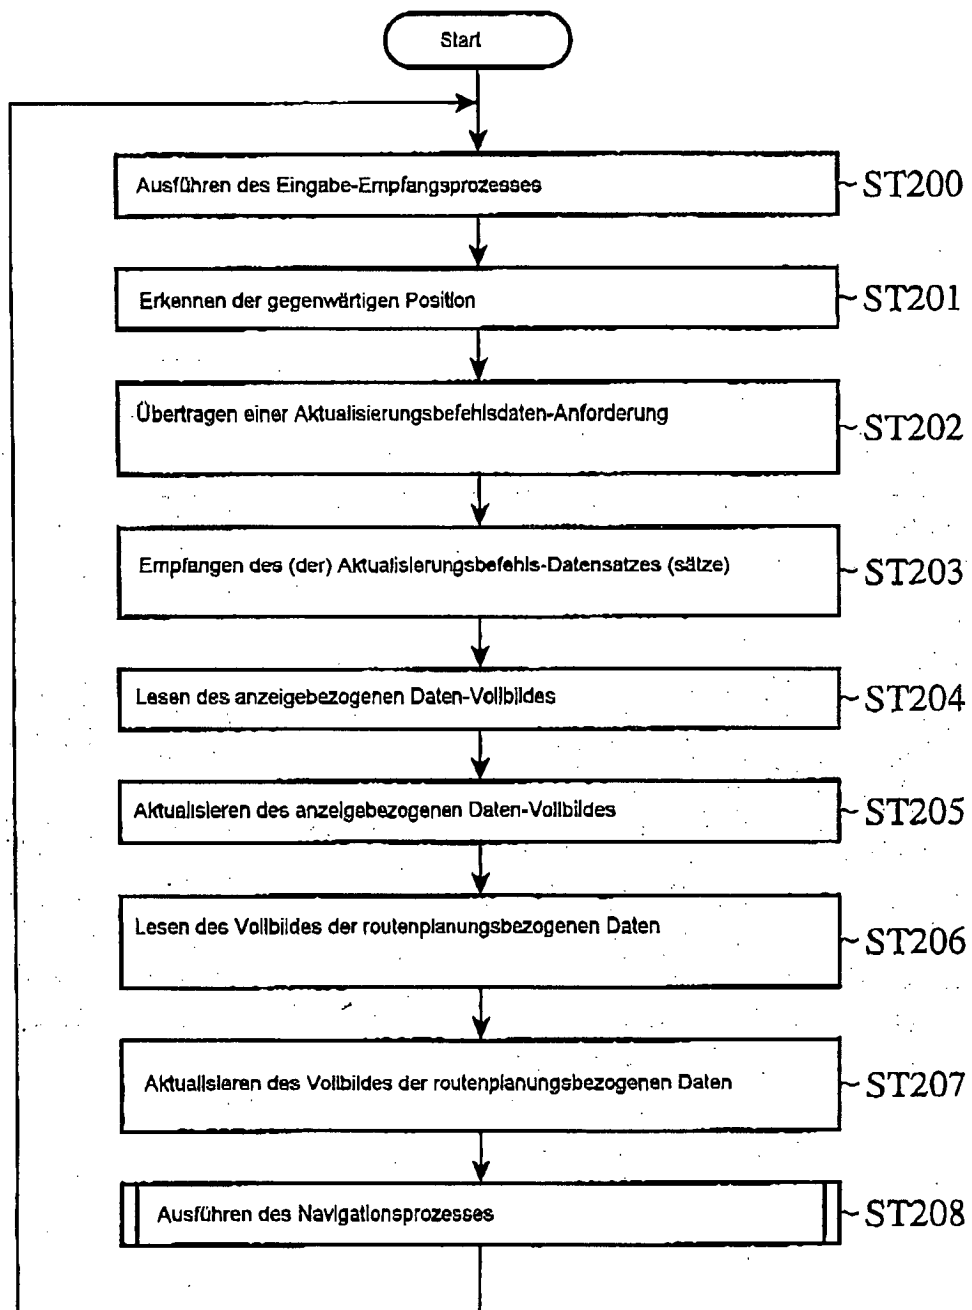 Start
Ausführen des Eingabe-Empfangsprozesses
~ ST200
Erkennen der gegenwärtigen Position
~ ST201
Übertragen einer Aktualisierungsbefehlsdaten-Anforderung
~ ST202
Empfangen des (der) Aktualisierungsbefehls-Datensatzes (sätze)
~ ST203
Lesen des anzeigebezogenen Daten-Vollbildes
~ ST204
Aktualisieren des anzeigebezogenen Daten-Vollbildes
~ ST205
Lesen des Vollbildes der routenplanungsbezogenen Daten
~ ST206
Aktualisieren des Vollbildes der routenplanungsbezogenen Daten
~ ST207
Ausführen des Navigationsprozesses
~ ST208